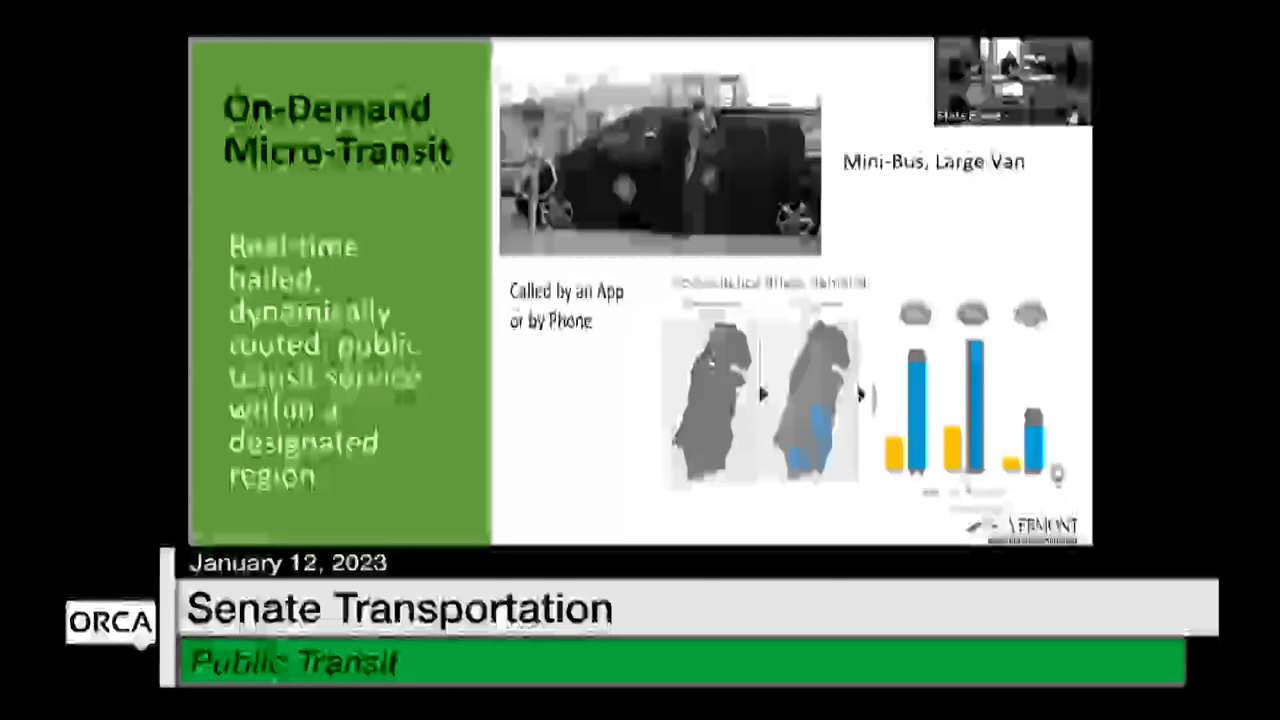 On-Demand
Micro-Transit
Real-time
hailed,
dynamically
routed public
transit service
within a
designated
region
Mini-Bus, Large Van
Called by an App
or by Phone
VERMONT
January 12, 2023
ORCA
Senate Transportation
Public Transit